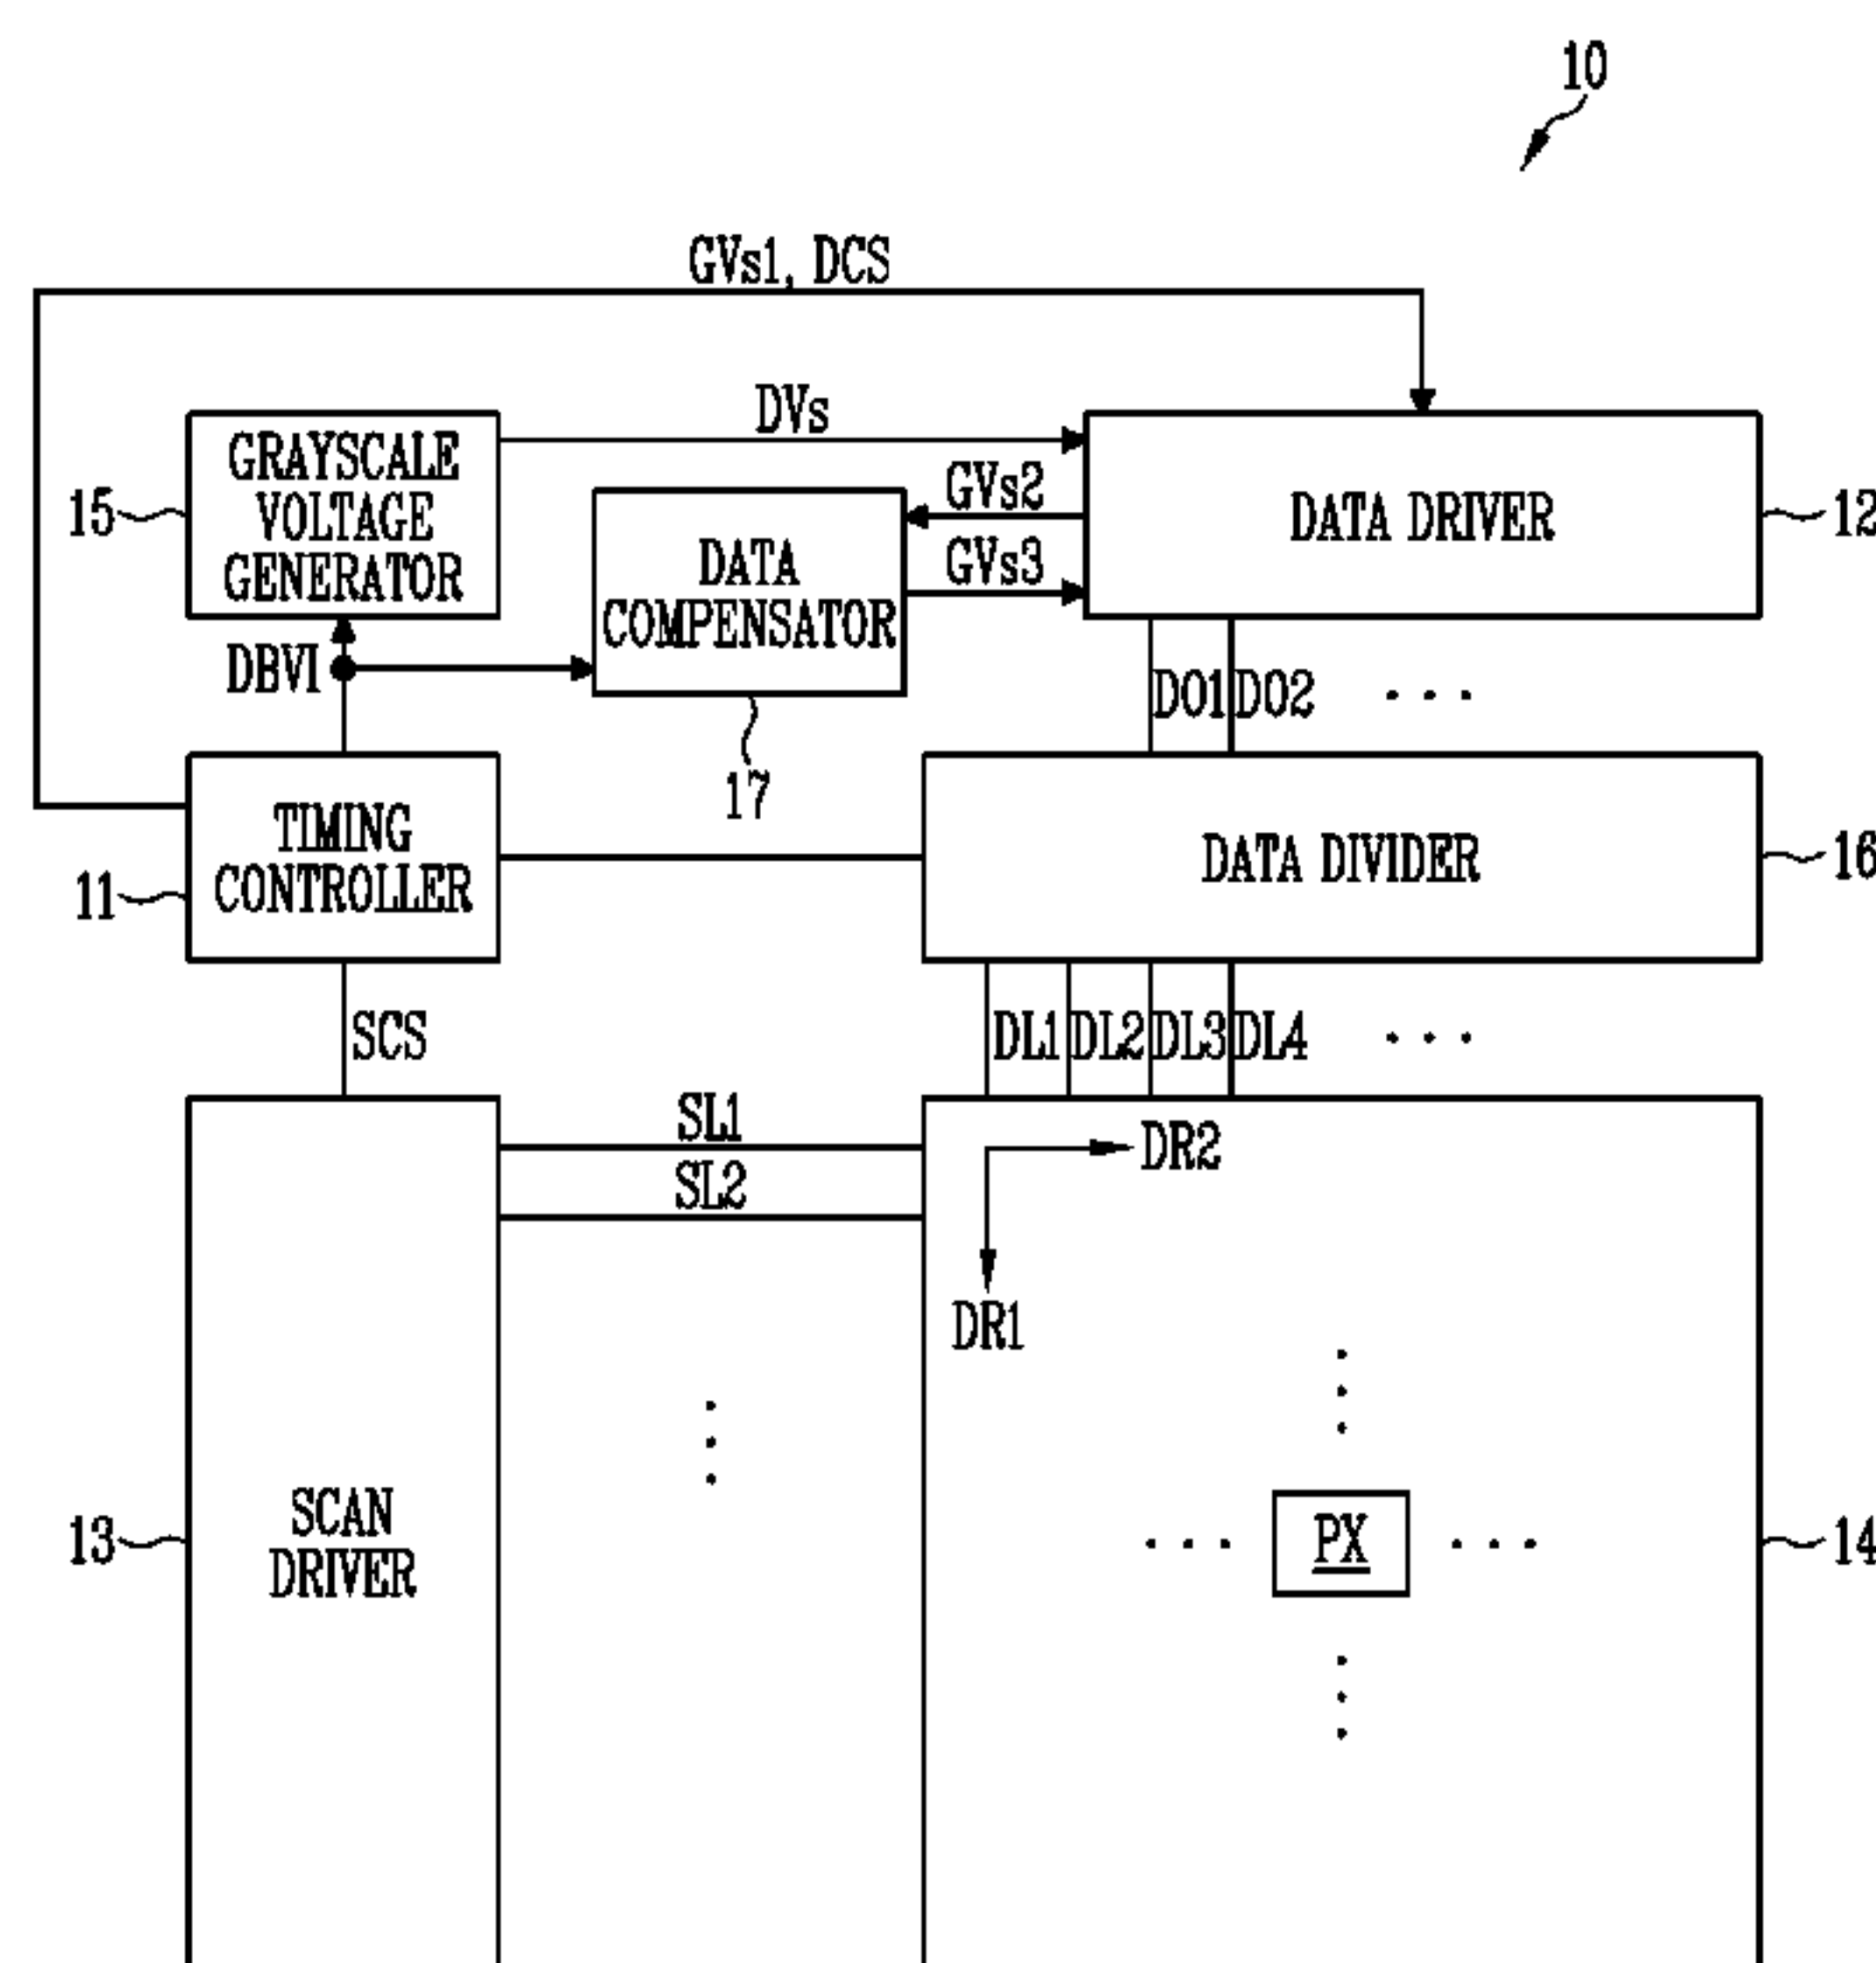 10
GVs1, DCS
DVs
GRAYSCALE
VOLTAGE
GENERATOR
15
GVs2
GVs3
DATA DRIVER
12
DATA
COMPENSATOR
DBVI
DO1
DO2
. . .
17
TIMING
CONTROLLER
11
DATA DIVIDER
16
SCS
DL1
DL2
DL3
DL4
. . .
SL1
SL2
DR2
DR1
SCAN
DRIVER
13
. . .
PX
. . .
14